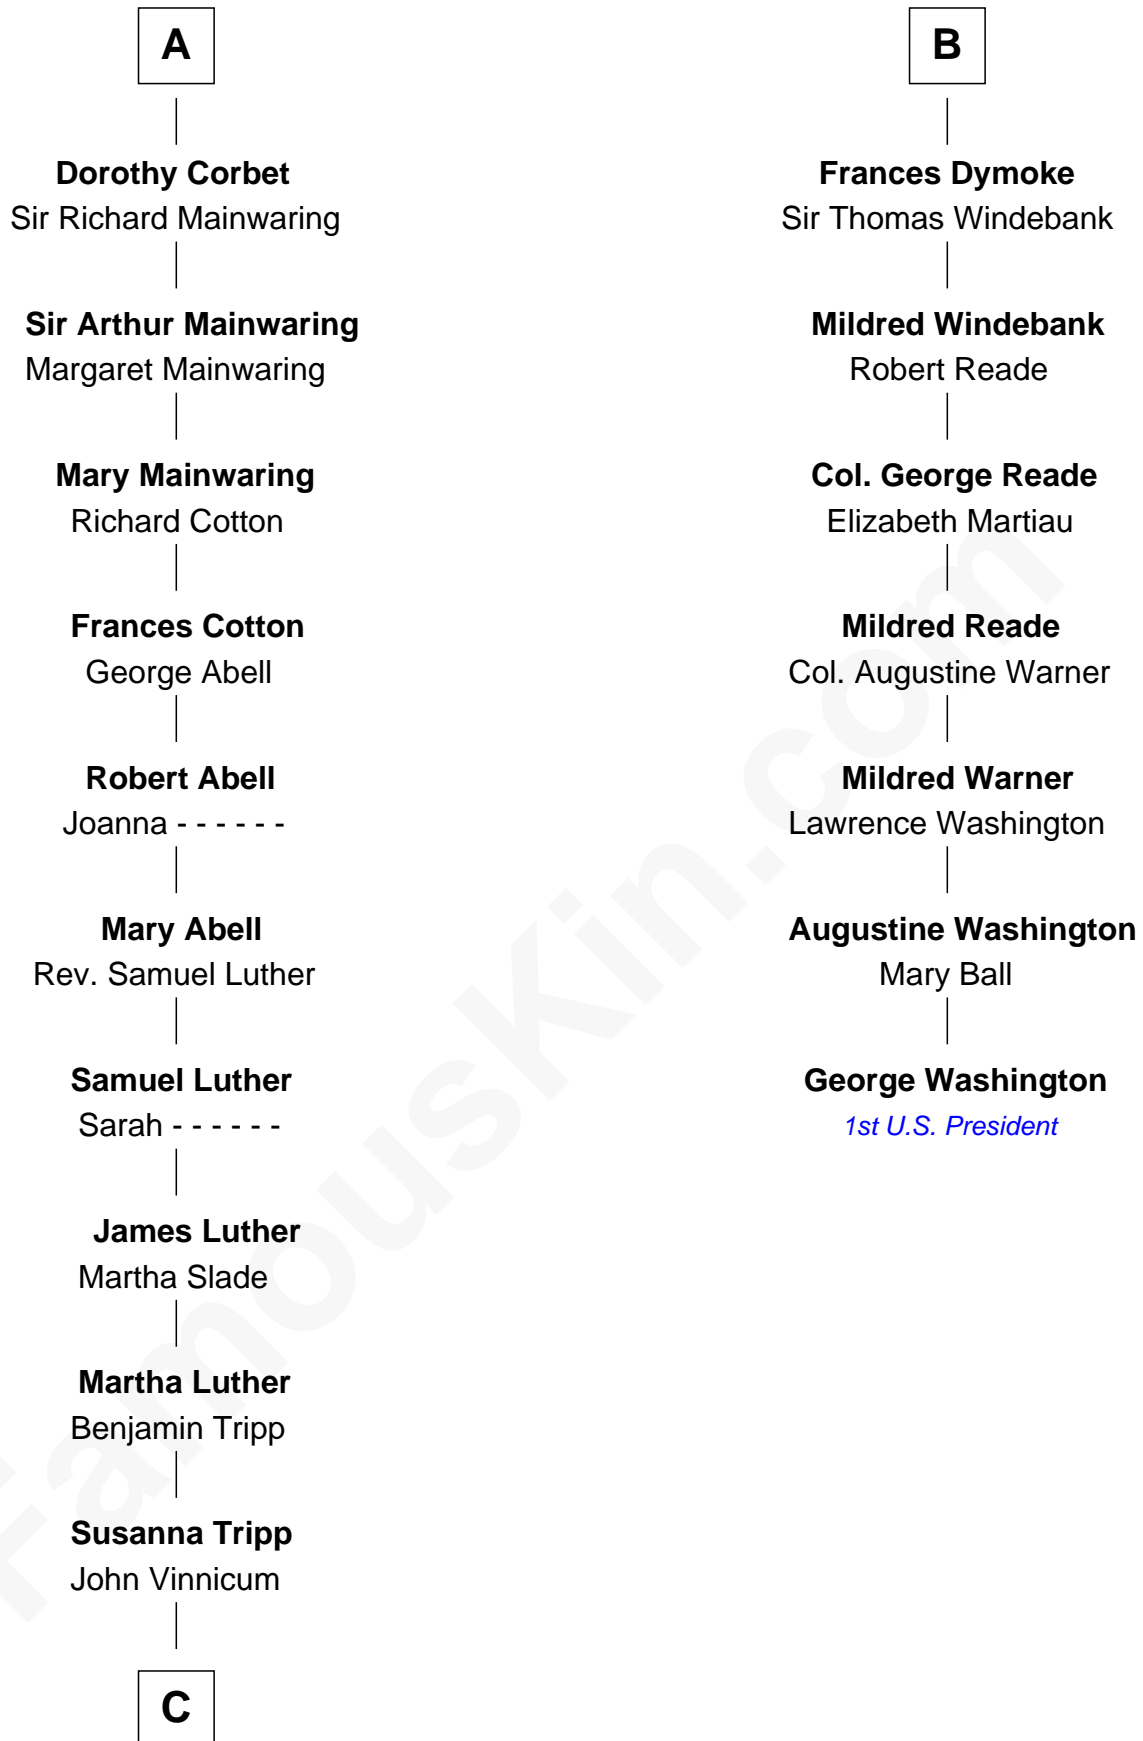 A
Dorothy Corbet
Sir Richard Mainwaring
Sir Arthur Mainwaring
Margaret Mainwaring
Mary Mainwaring
Richard Cotton
Frances Cotton
George Abell
Robert Abell
Joanna - - - - - -
Mary Abell
Rev. Samuel Luther
Samuel Luther
Sarah - - - - - -
James Luther
Martha Slade
Martha Luther
Benjamin Tripp
Susanna Tripp
John Vinnicum
C
B
Frances Dymoke
Sir Thomas Windebank
Mildred Windebank
Robert Reade
Col. George Reade
Elizabeth Martiau
Mildred Reade
Col. Augustine Warner
Mildred Warner
Lawrence Washington
Augustine Washington
Mary Ball
George Washington
1st U.S. President
FamousKin.com